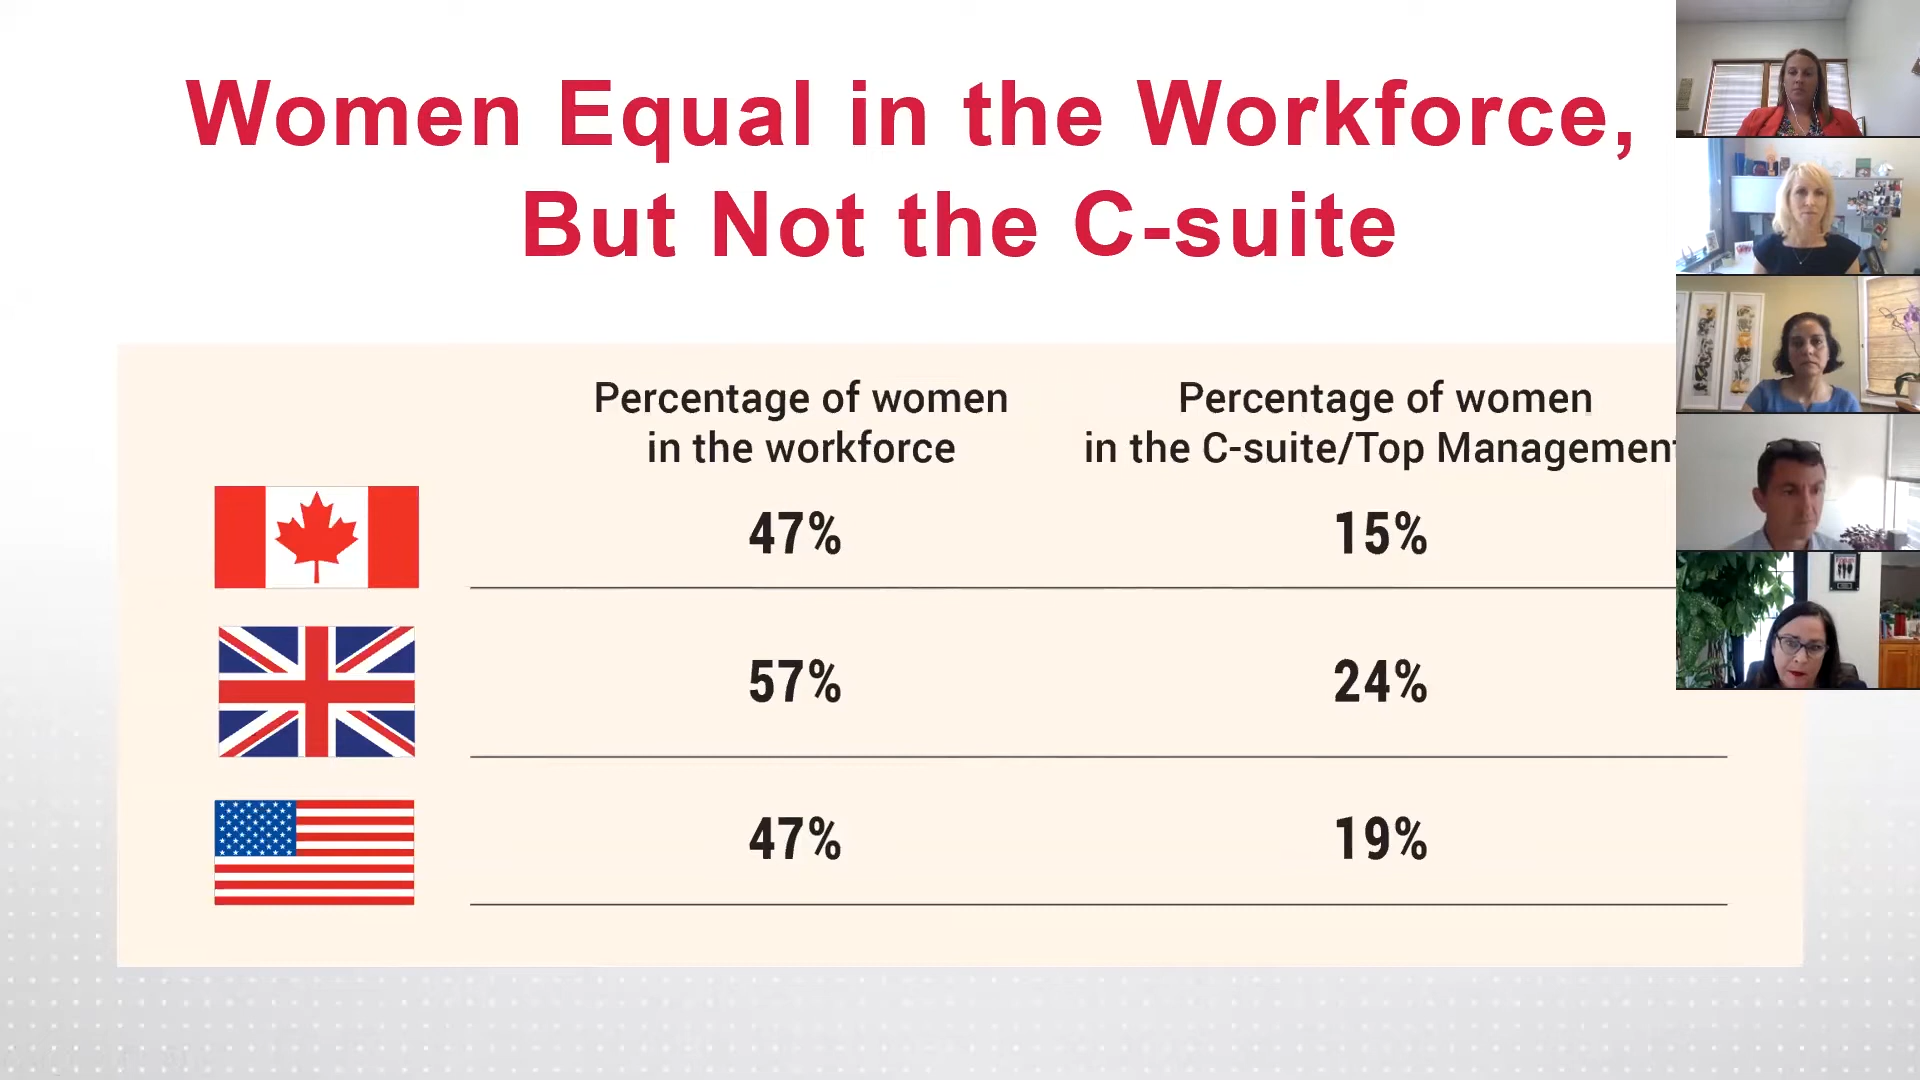 Women Equal in the Workforce,
But Not the C-suite
Percentage of women
in the workforce
Percentage of women
in the C-suite/Top Management
47%
15%
57%
24%
47%
19%